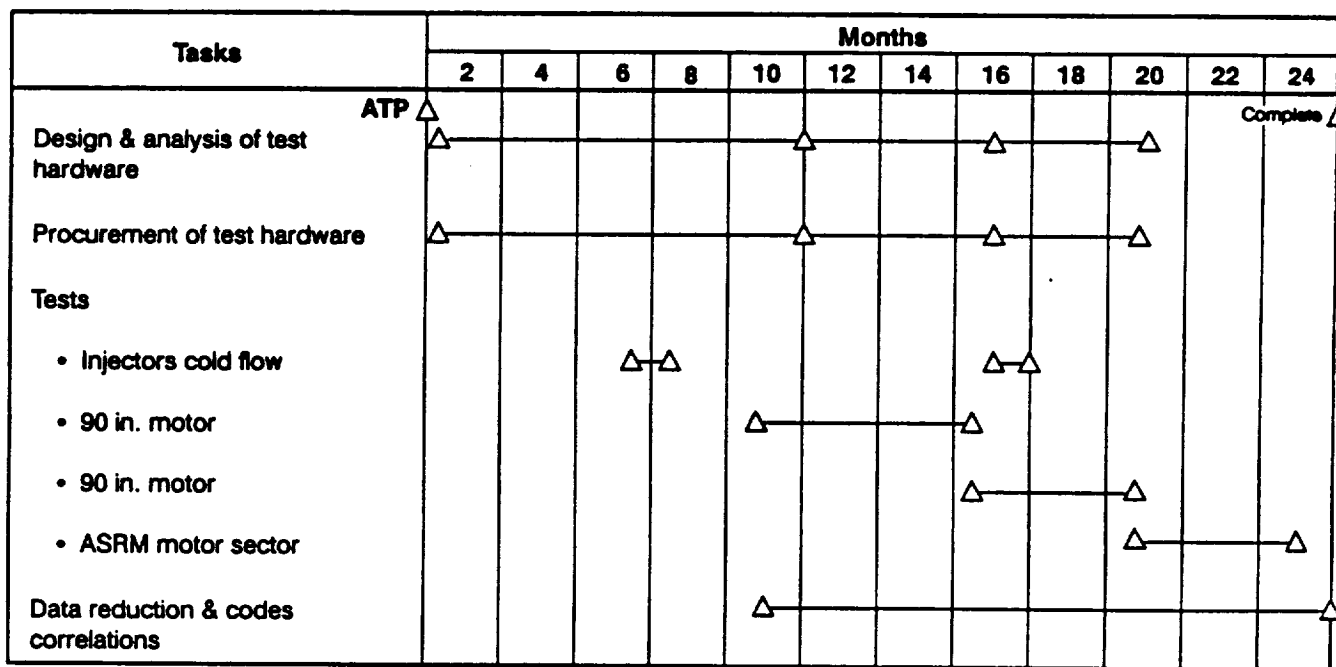 Tasks
Months
2 4 6 8 10 12 14 16 18 20 22 24
ATP
Complete
Design & analysis of test
hardware
Procurement of test hardware
Tests
• Injectors cold flow
• 90 in. motor
• 90 in. motor
• ASRM motor sector
Data reduction & codes
correlations